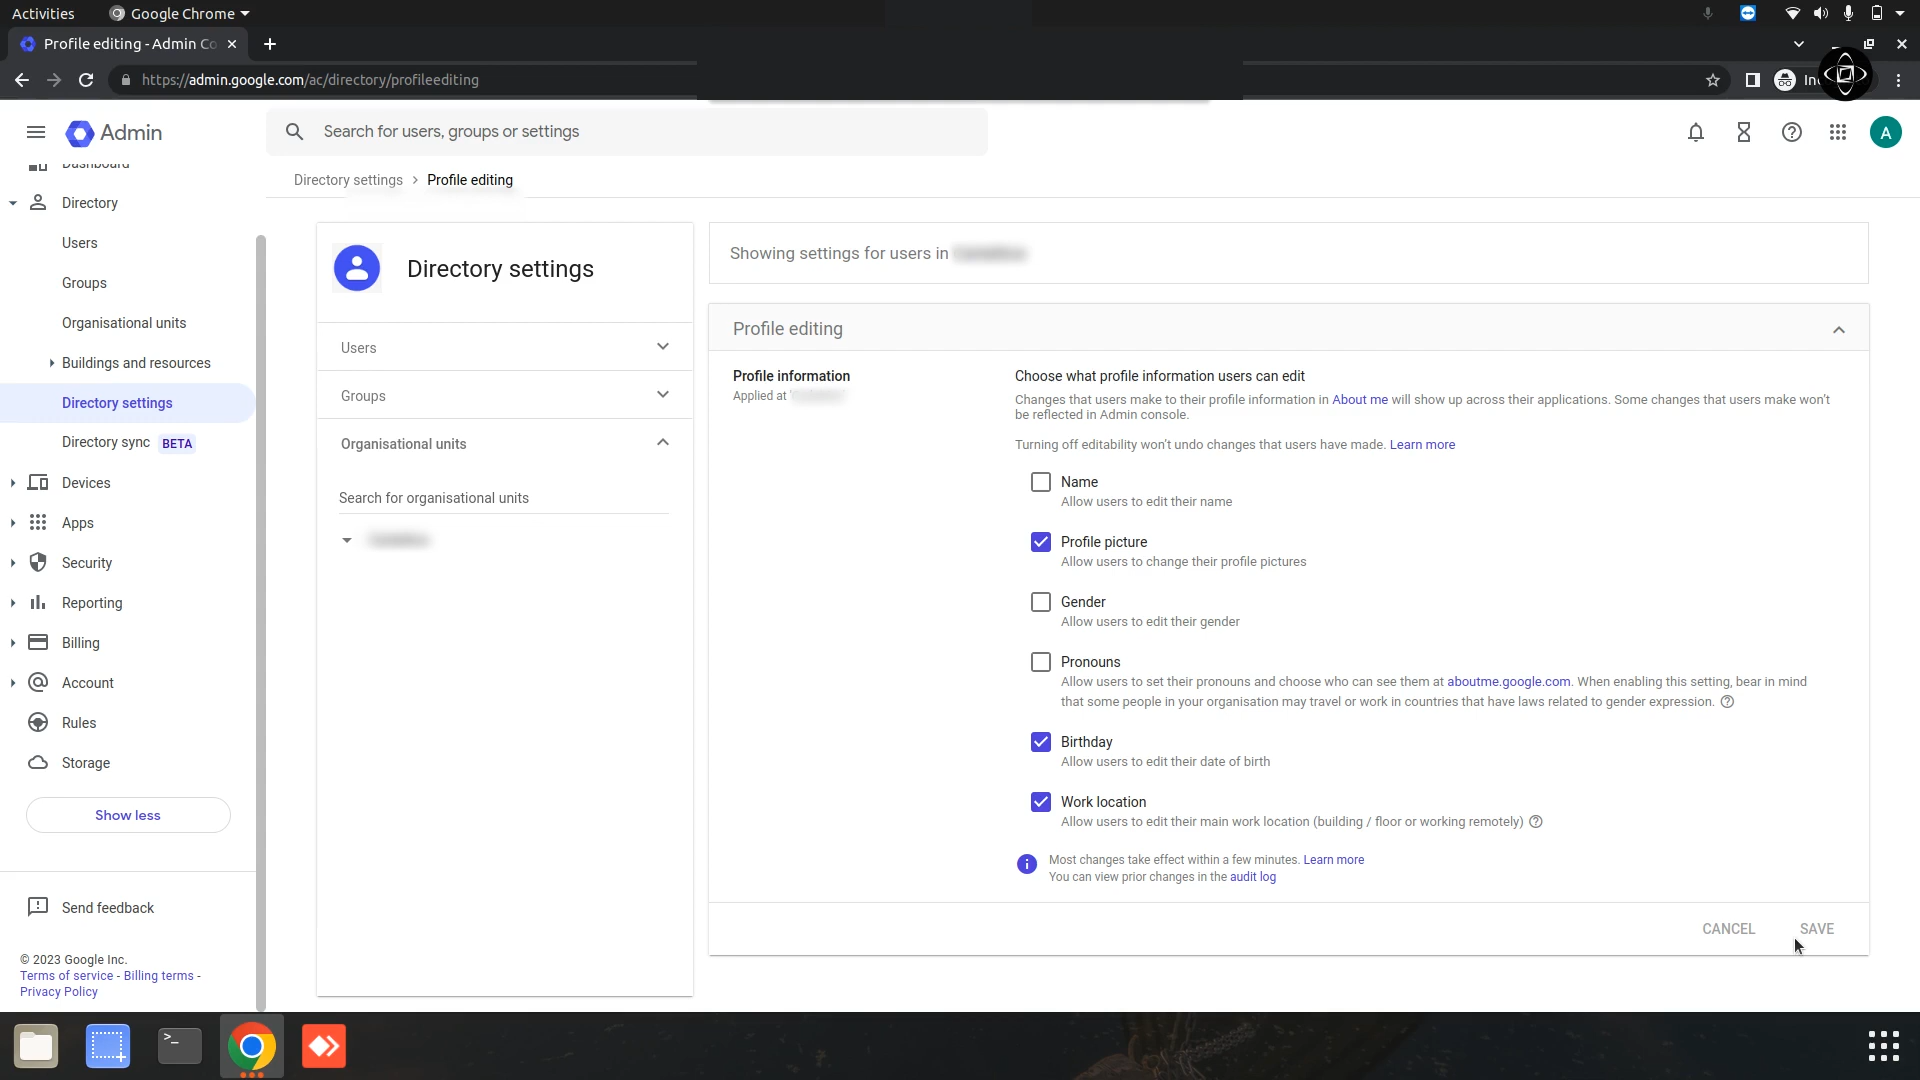 Activities
Google Chrome
Profile editing - Admin Co
https://admin.google.com/ac/directory/profileediting
Admin
Search for users, groups or settings
A
Dashboard
Directory
Users
Groups
Organisational units
Buildings and resources
Directory settings
Directory sync BETA
Devices
Apps
Security
Reporting
Billing
Account
Rules
Storage
Show less
Send feedback
© 2023 Google Inc.
Terms of service - Billing terms -
Privacy Policy
Directory settings > Profile editing
Directory settings
Users
Groups
Organisational units
Search for organisational units
Showing settings for users in
Profile editing
Profile information
Applied at
Choose what profile information users can edit
Changes that users make to their profile information in About me will show up across their applications. Some changes that users make won't
be reflected in Admin console.
Turning off editability won't undo changes that users have made. Learn more
Name
Allow users to edit their name
Profile picture
Allow users to change their profile pictures
Gender
Allow users to edit their gender
Pronouns
Allow users to set their pronouns and choose who can see them at aboutme.google.com. When enabling this setting, bear in mind
that some people in your organisation may travel or work in countries that have laws related to gender expression.
Birthday
Allow users to edit their date of birth
Work location
Allow users to edit their main work location (building / floor or working remotely)
Most changes take effect within a few minutes. Learn more
You can view prior changes in the audit log
CANCEL
SAVE